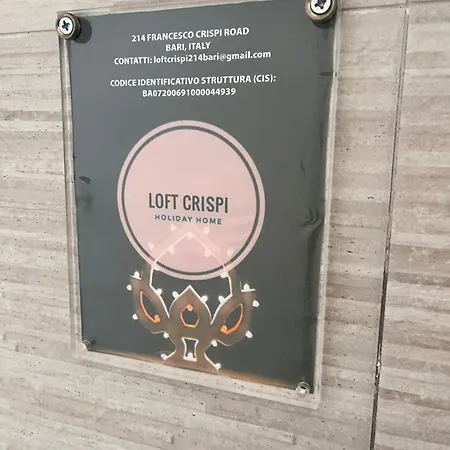 214 FRANCESCO CRISPI ROAD
BARI, ITALY
CONTATTI: loftcrispi214bari@gmail.com
CODICE IDENTIFICATIVO STRUTTURA (CIS):
BA07200691000044939
LOFT CRISPI
HOLIDAY HOME